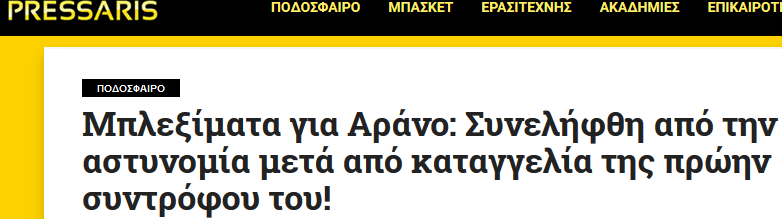 PRESSARIS ΠΟΔΟΣΦΑΙΡΟ ΜΠΑΣΚΕΤ ΕΡΑΣΙΤΕΧΝΗΣ ΑΚΑΔΗΜΙΕΣ
ΠΟΔΟΣΦΑΙΡΟ
Μπλεξίματα για Αράνο: Συνελήφθη από την
αστυνομία μετά από καταγγελία της πρώην
συντρόφου του!